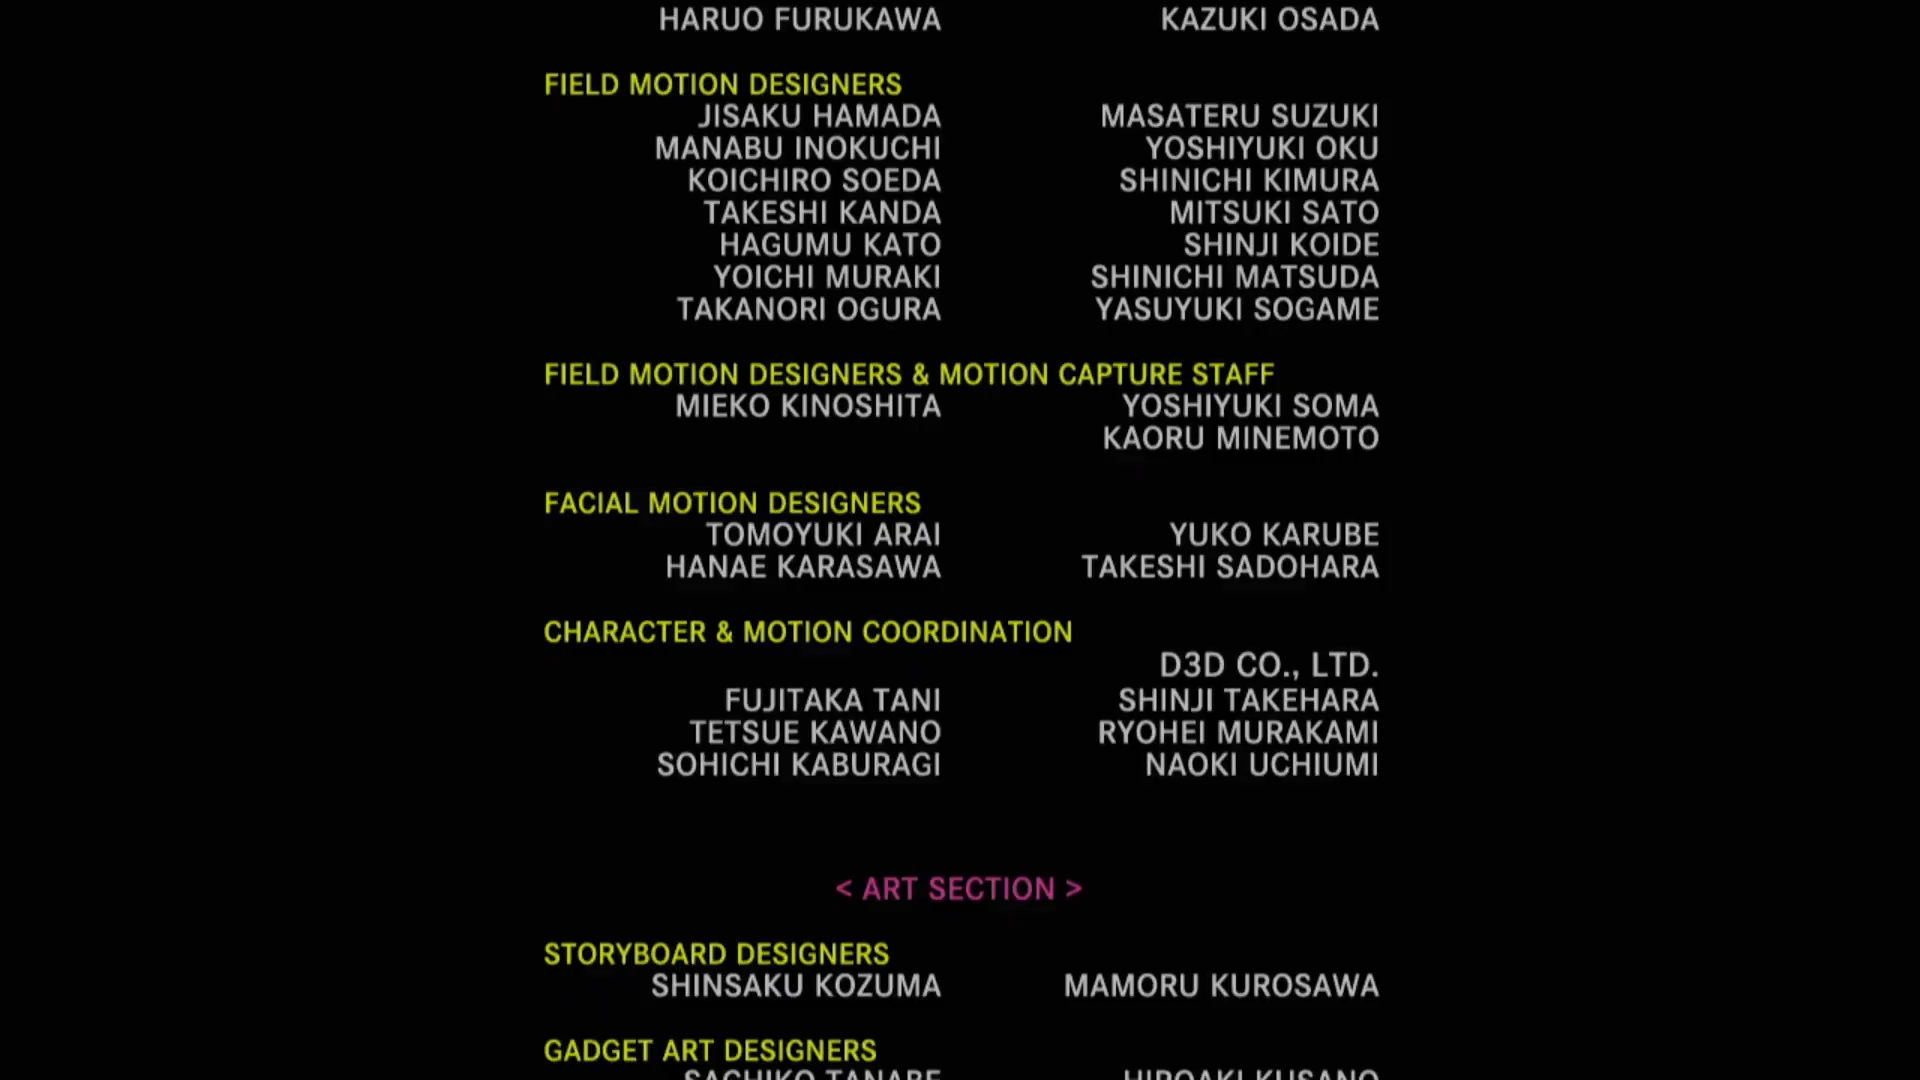 HARUO FURUKAWA KAZUKI OSADA
FIELD MOTION DESIGNERS
JISAKU HAMADA MASATERU SUZUKI
MANABU INOKUCHI YOSHIYUKI OKU
KOICHIRO SOEDA SHINICHI KIMURA
TAKESHI KANDA MITSUKI SATO
HAGUMU KATO SHINJI KOIDE
YOICHI MURAKI SHINICHI MATSUDA
TAKANORI OGURA YASUYUKI SOGAME
FIELD MOTION DESIGNERS & MOTION CAPTURE STAFF
MIEKO KINOSHITA YOSHIYUKI SOMA
KAORU MINEMOTO
FACIAL MOTION DESIGNERS
TOMOYUKI ARAI YUKO KARUBE
HANAE KARASAWA TAKESHI SADOHARA
CHARACTER & MOTION COORDINATION
D3D CO., LTD.
FUJITAKA TANI SHINJI TAKEHARA
TETSUE KAWANO RYOHEI MURAKAMI
SOHICHI KABURAGI NAOKI UCHIUMI
< ART SECTION >
STORYBOARD DESIGNERS
SHINSAKU KOZUMA MAMORU KUROSAWA
GADGET ART DESIGNERS
SACHIKO TANABE HIROAKI KUSANO